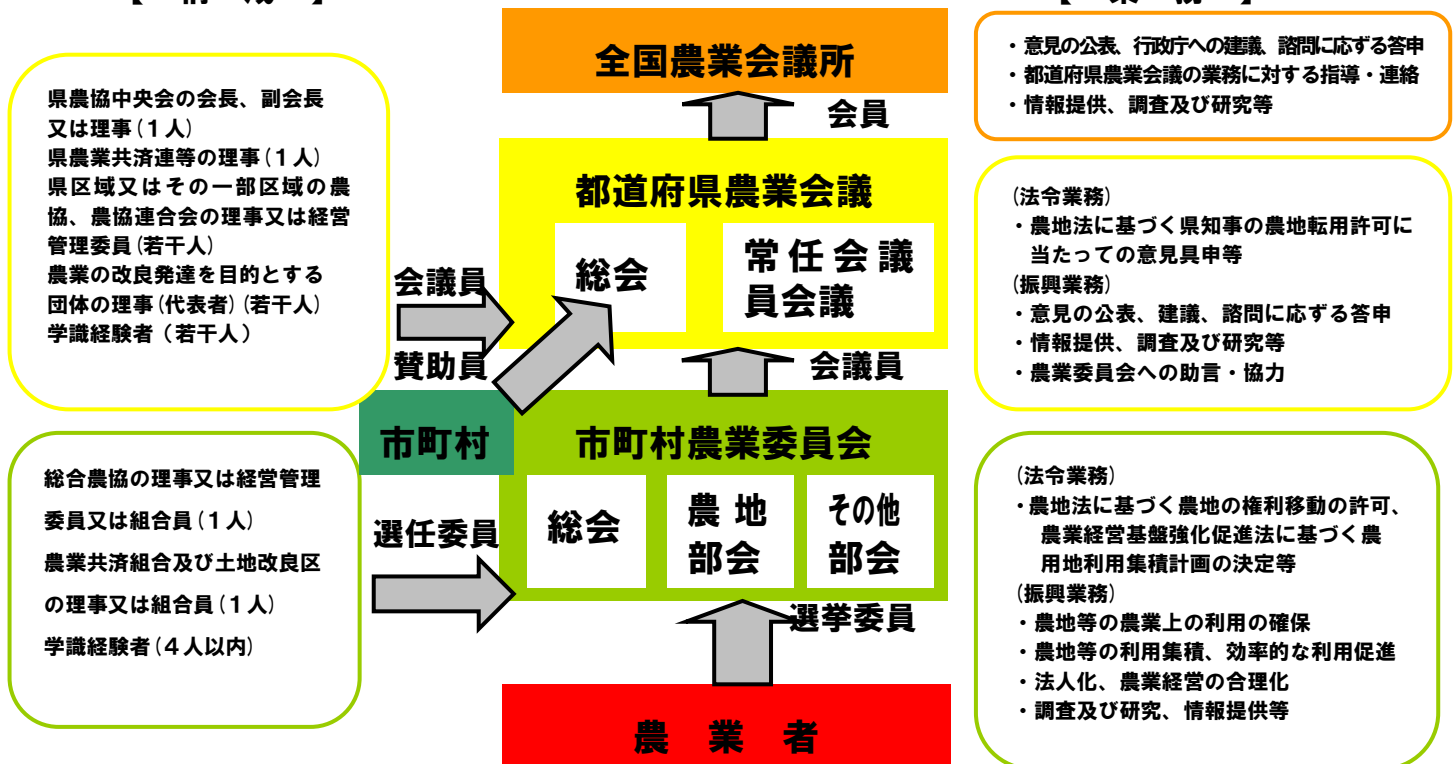 【 構 成 】
【 業 務 】
全国農業会議所
会員
都道府県農業会議
総会
常任会議
員会議
会議員
賛助員
会議員
市町村
市町村農業委員会
総会
農地
部会
その他
部会
選任委員
選挙委員
農業者
県農協中央会の会長、副会長
又は理事(1人)
県農業共済連等の理事(1人)
県区域又はその一部区域の農
協、農協連合会の理事又は経営
管理委員(若干人)
農業の改良発達を目的とする
団体の理事(代表者)(若干人)
学識経験者(若干人)
総合農協の理事又は経営管理
委員又は組合員(1人)
農業共済組合及び土地改良区
の理事又は組合員(1人)
学識経験者(4人以内)
・意見の公表、行政庁への建議、諮問に応ずる答申
・都道府県農業会議の業務に対する指導・連絡
・情報提供、調査及び研究等
(法令業務)
・農地法に基づく県知事の農地転用許可に
当たっての意見具申等
(振興業務)
・意見の公表、建議、諮問に応ずる答申
・情報提供、調査及び研究等
・農業委員会への助言・協力
(法令業務)
・農地法に基づく農地の権利移動の許可、
農業経営基盤強化促進法に基づく農
用地利用集積計画の決定等
(振興業務)
・農地等の農業上の利用の確保
・農地等の利用集積、効率的な利用促進
・法人化、農業経営の合理化
・調査及び研究、情報提供等